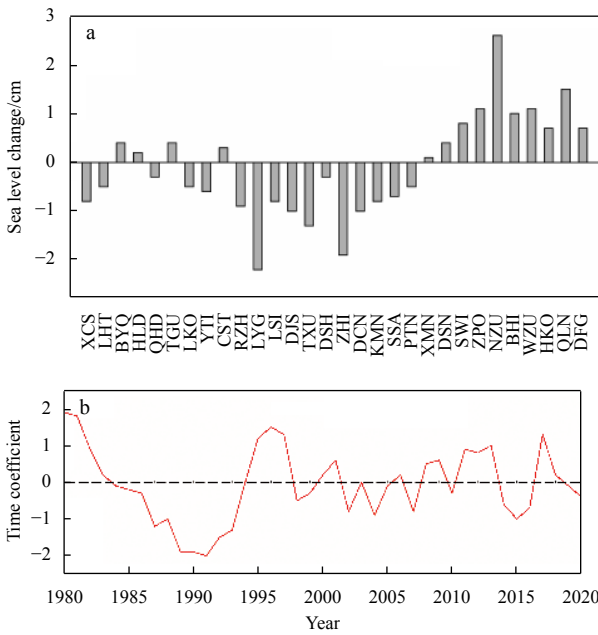 a
Sea level change/cm
3
2
1
0
−1
−2
XCS
LHT
BYQ
HLD
QHD
TGU
LKO
YTI
CST
RZH
LYG
LSI
DJS
TXU
DSH
ZHI
DCN
KMN
SSA
PTN
XMN
DSN
SWI
ZPO
NZU
BHI
WZU
HKO
QLN
DFG
b
Time coefficient
2
1
0
−1
−2
1980 1985 1990 1995 2000 2005 2010 2015 2020
Year